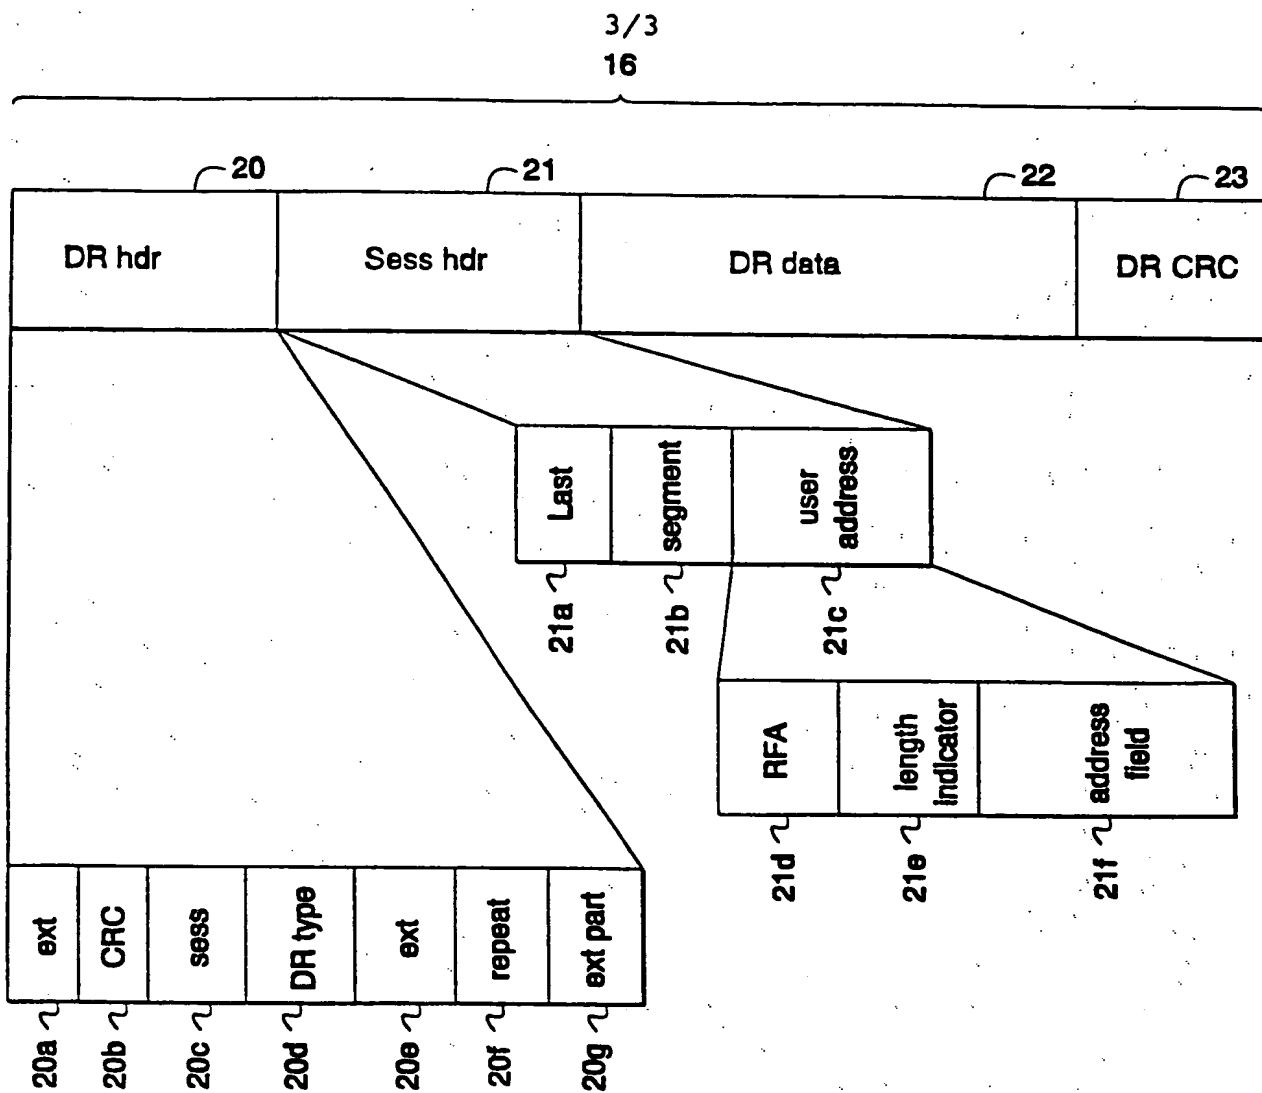 3/3
16
20
21
22
23
DR hdr
Sess hdr
DR data
DR CRC
Last
segment
user
address
21a
21b
21c
RFA
length
indicator
address
field
21d
21e
21f
ext
CRC
sess
DR type
ext
repeat
ext part
20a
20b
20c
20d
20e
20f
20g